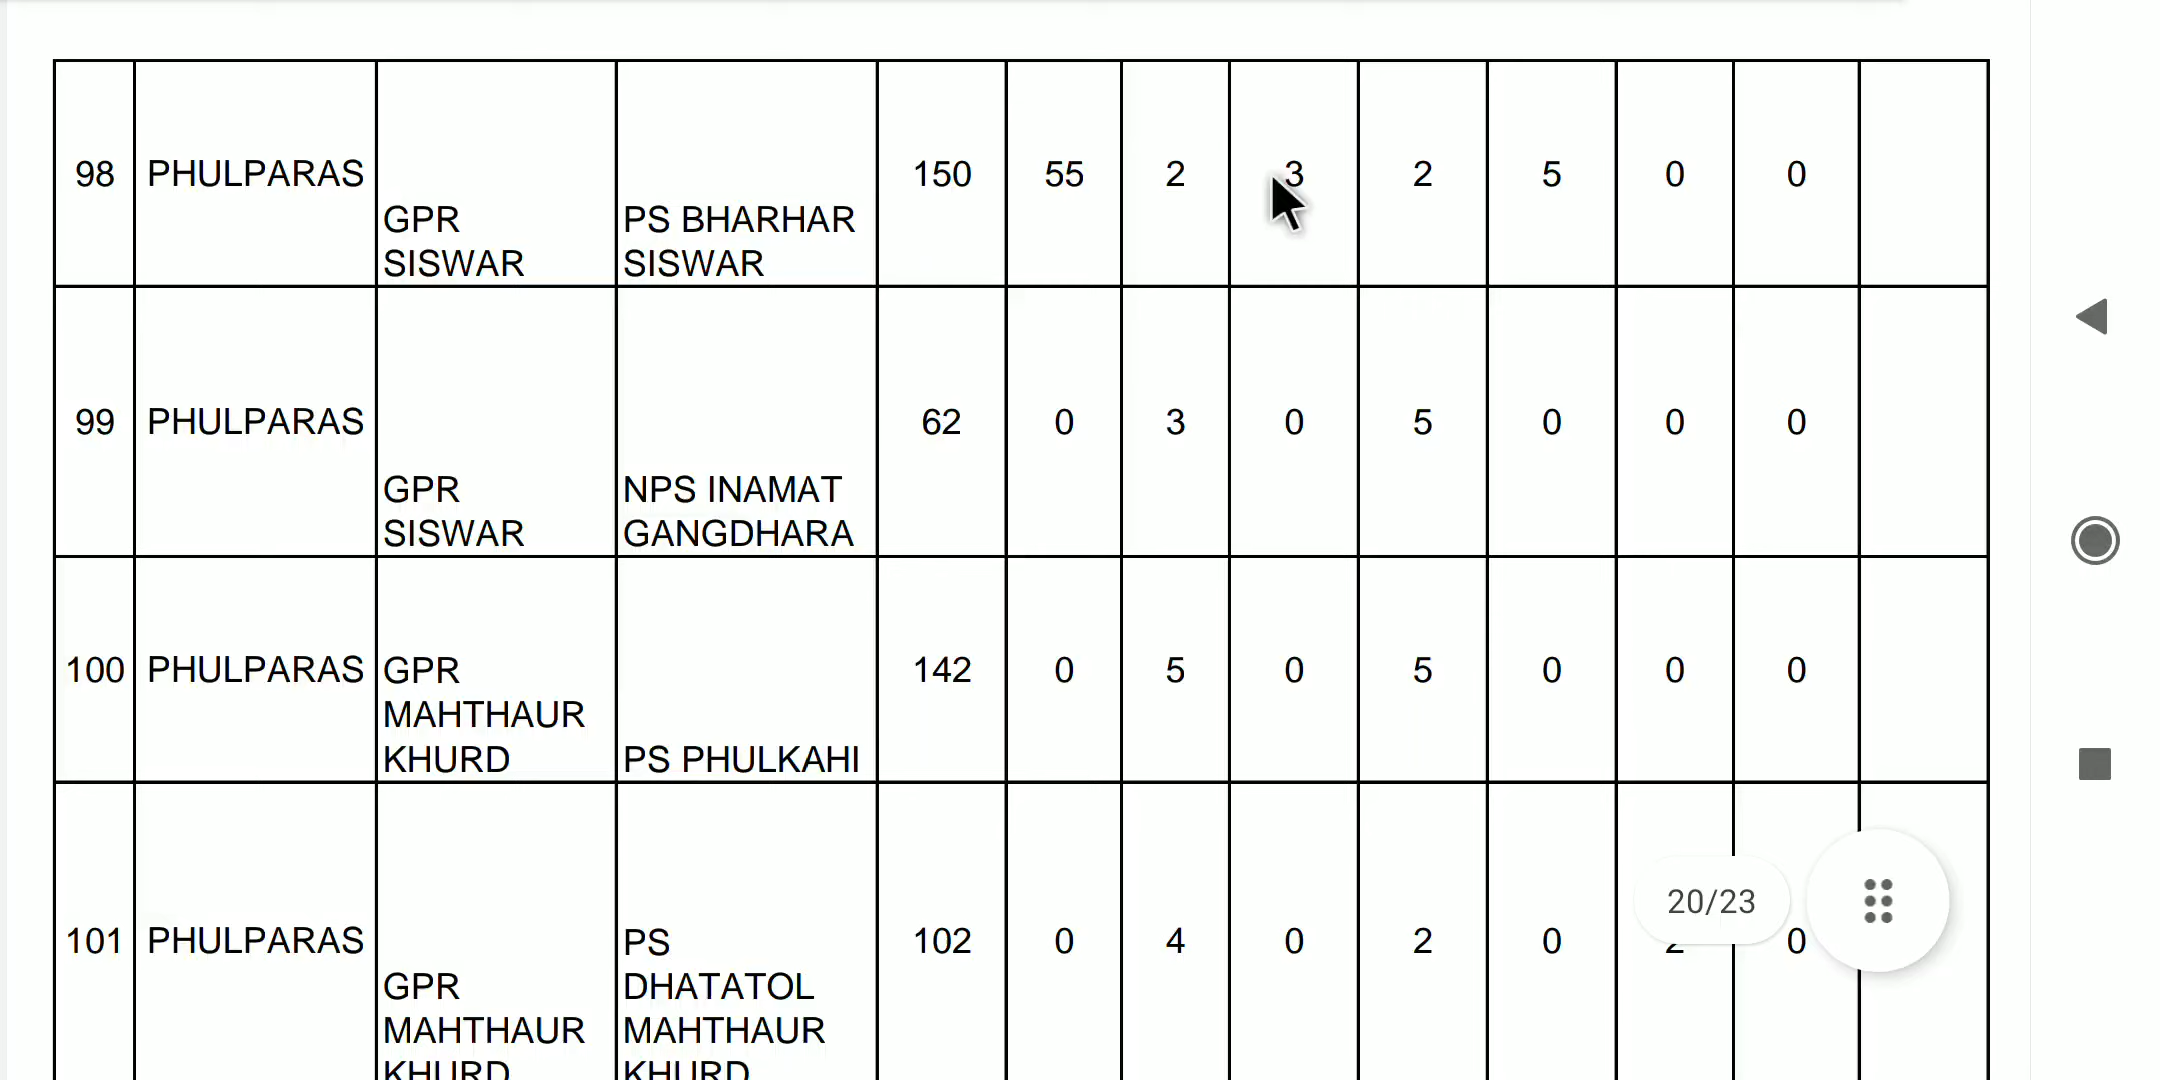 98 PHULPARAS GPR SISWAR PS BHARHAR SISWAR 150 55 2 3 2 5 0 0
99 PHULPARAS GPR SISWAR NPS INAMAT GANGDHARA 62 0 3 0 5 0 0 0
100 PHULPARAS GPR MAHTHAUR KHURD PS PHULKAHI 142 0 5 0 5 0 0 0
101 PHULPARAS GPR MAHTHAUR KHURD PS DHATATOL MAHTHAUR KHURD 102 0 4 0 2 0 2 0
20/23